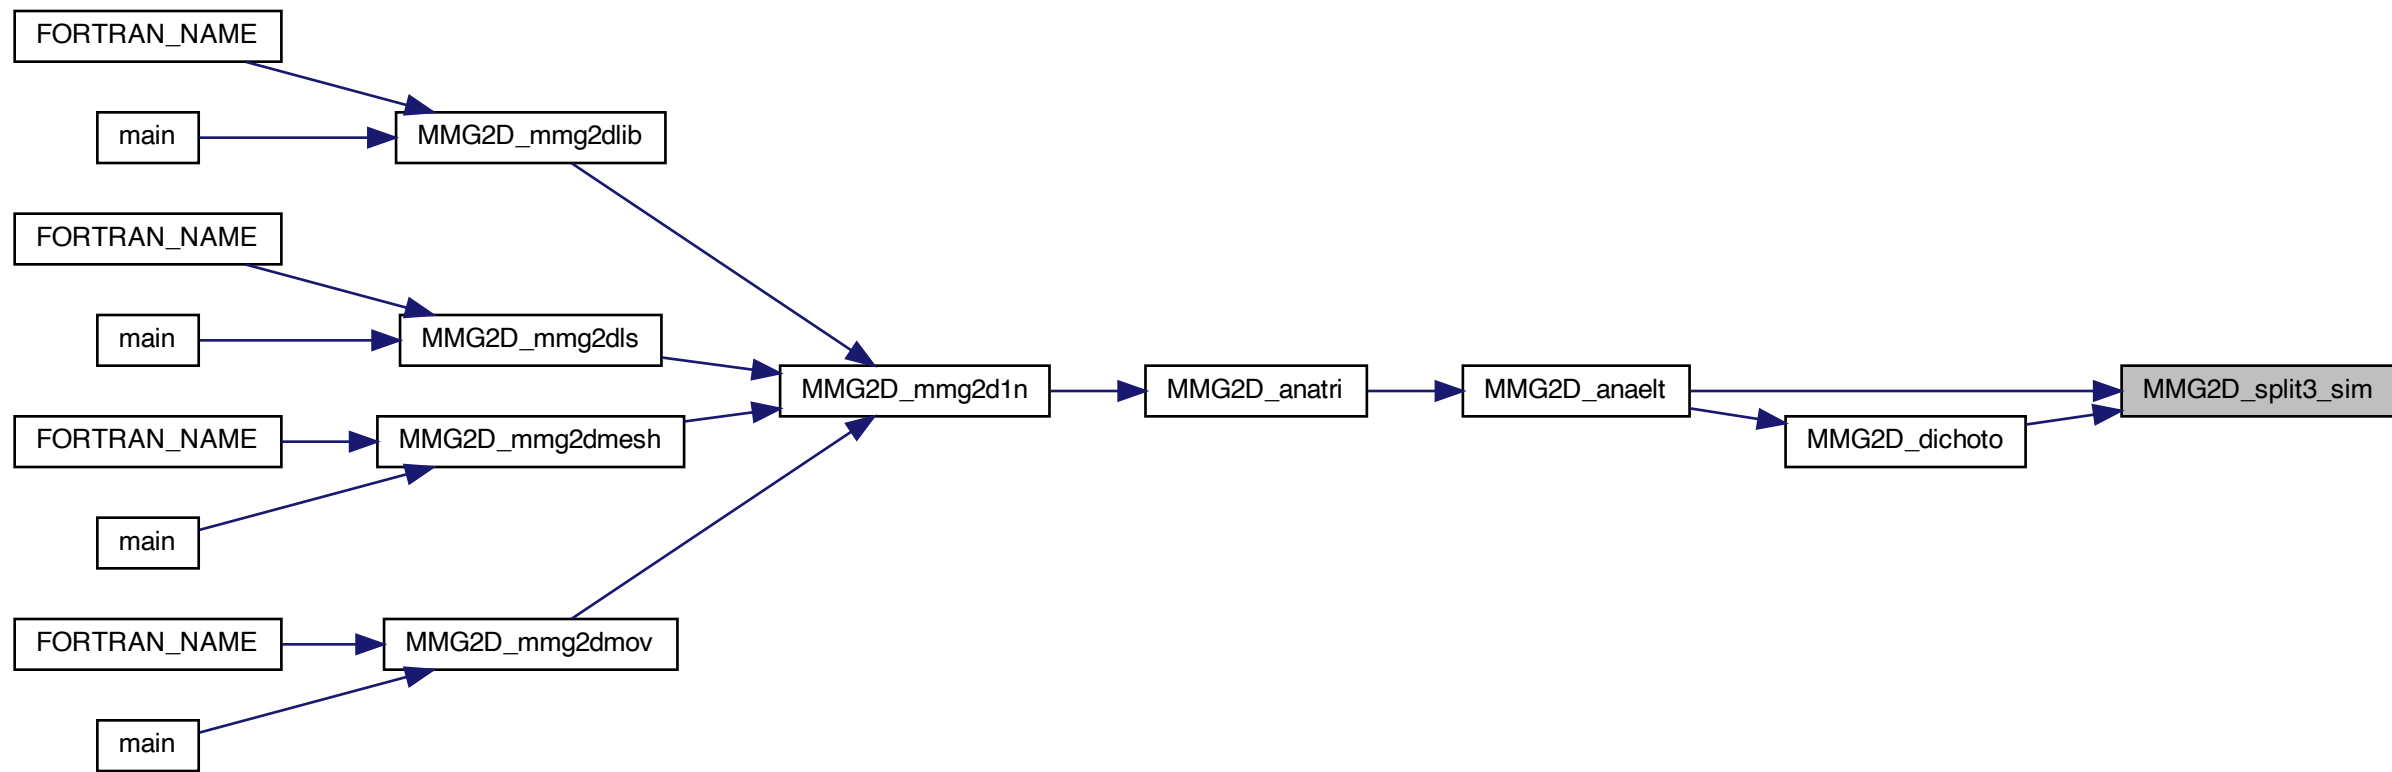 FORTRAN_NAME
main
MMG2D_mmg2dlib
FORTRAN_NAME
main
MMG2D_mmg2dls
FORTRAN_NAME
main
MMG2D_mmg2dmesh
FORTRAN_NAME
main
MMG2D_mmg2dmov
MMG2D_mmg2d1n
MMG2D_anatri
MMG2D_anaelt
MMG2D_dichoto
MMG2D_split3_sim